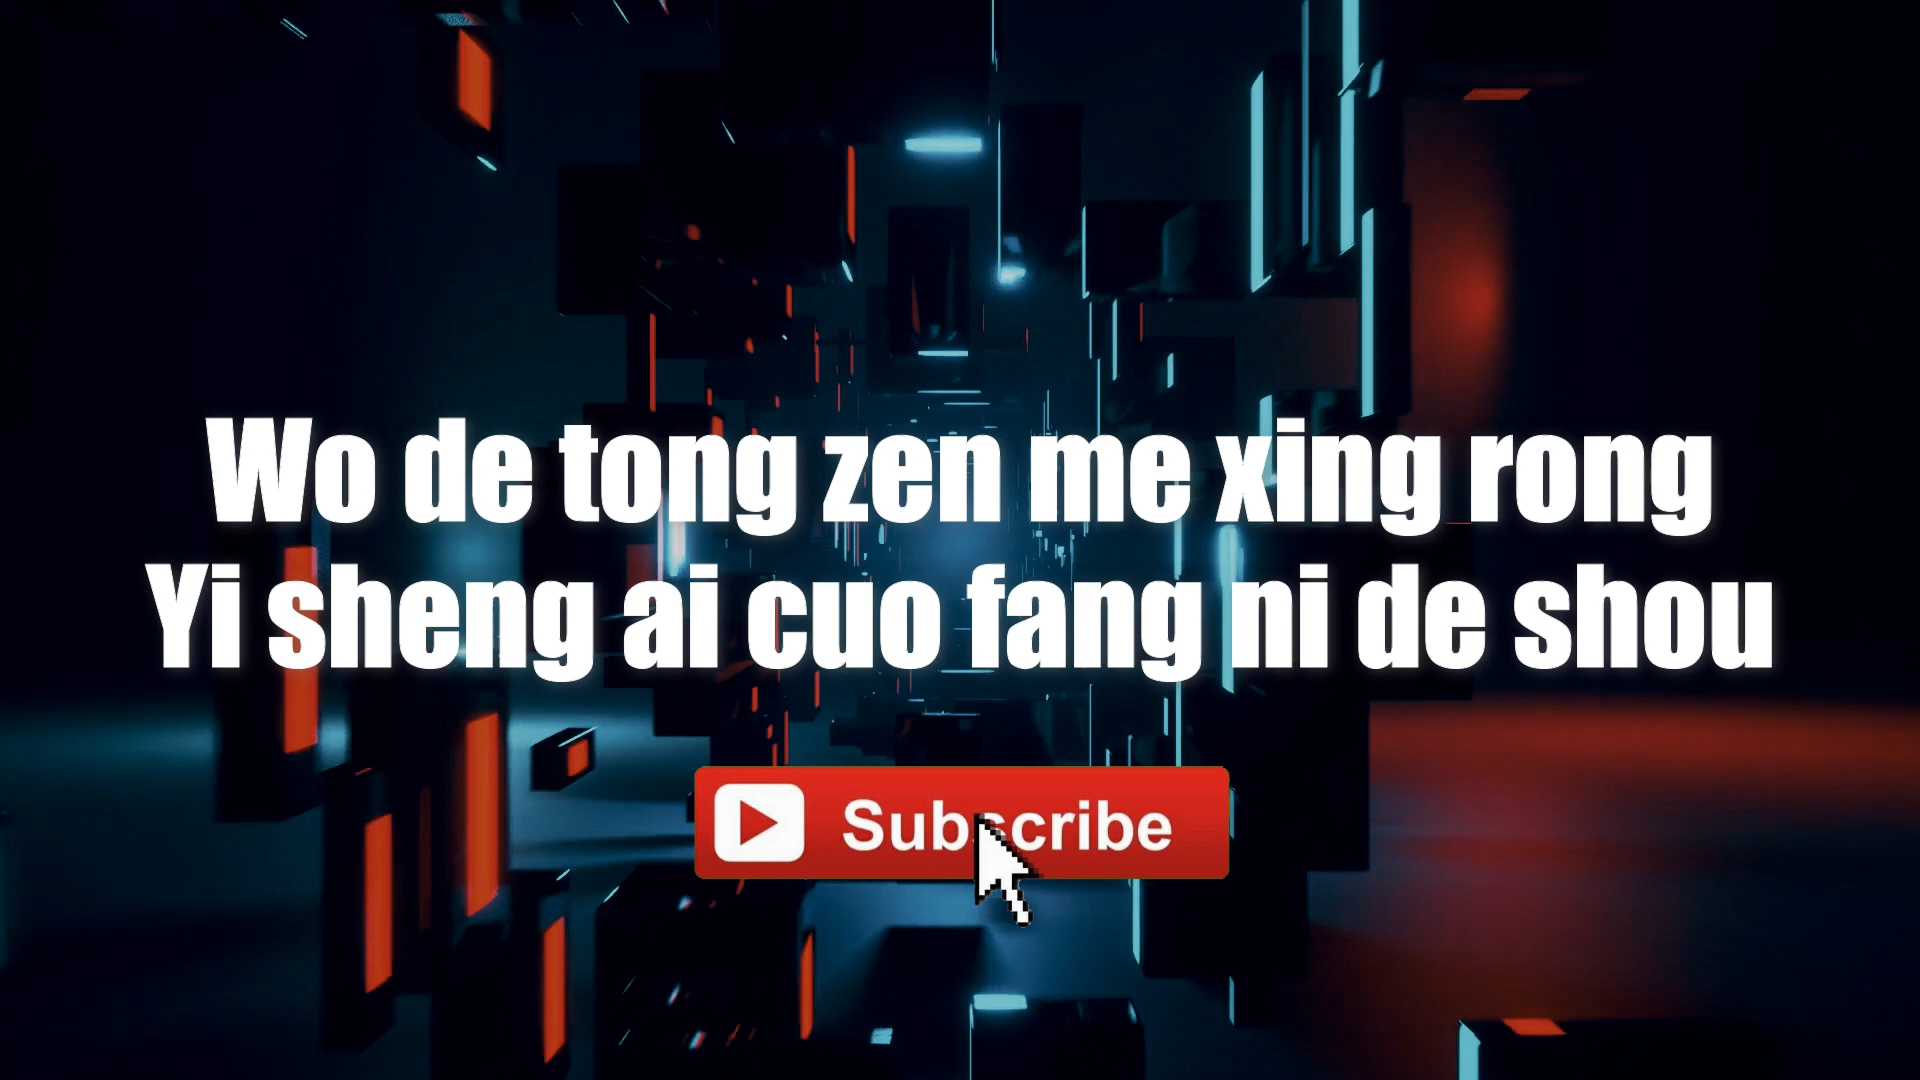 Wo de tong zen me xing rong
Yi sheng ai cuo fang ni de shou
Subscribe